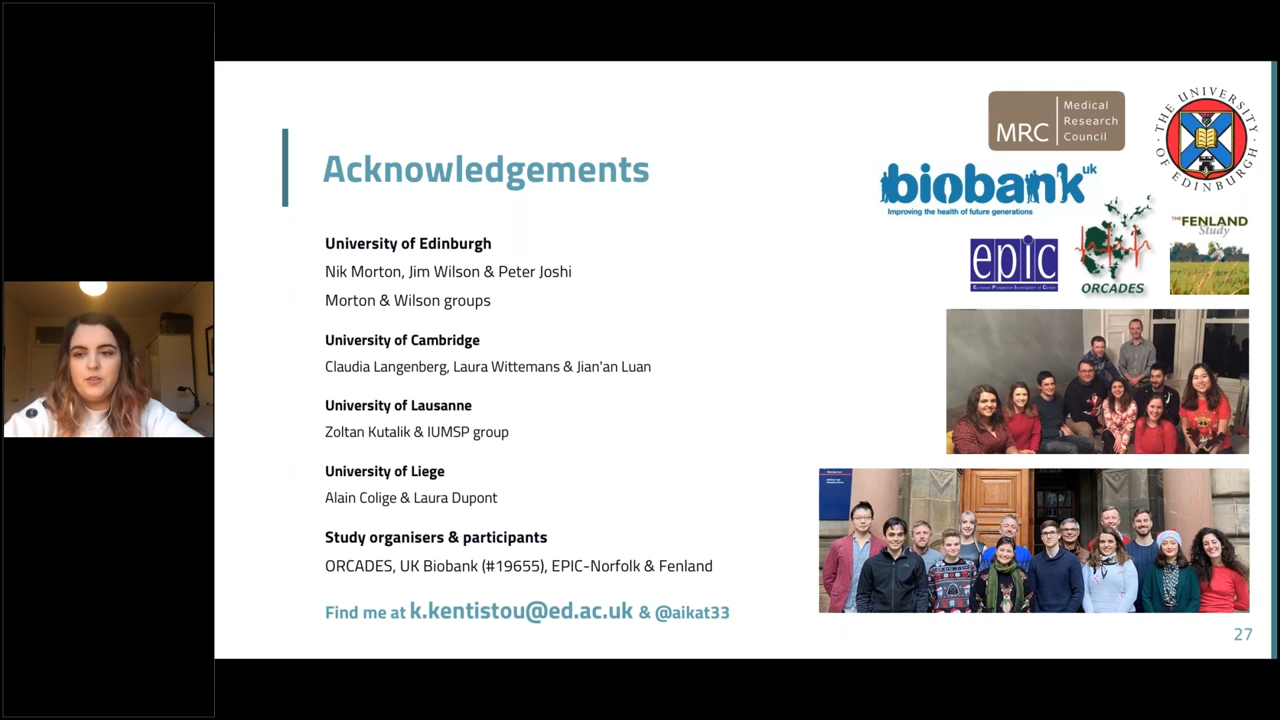 Acknowledgements
University of Edinburgh
Nik Morton, Jim Wilson & Peter Joshi
Morton & Wilson groups
University of Cambridge
Claudia Langenberg, Laura Wittemans & Jian'an Luan
University of Lausanne
Zoltan Kutalik & IUMSP group
University of Liege
Alain Colige & Laura Dupont
Study organisers & participants
ORCADES, UK Biobank (#19655), EPIC-Norfolk & Fenland
Find me at k.kentistou@ed.ac.uk & @aikat33
MRC
Medical
Research
Council
THE UNIVERSITY
OF EDINBURGH
biobank uk
Improving the health of future generations
epic
ORCADES
THE FENLAND
Study
27